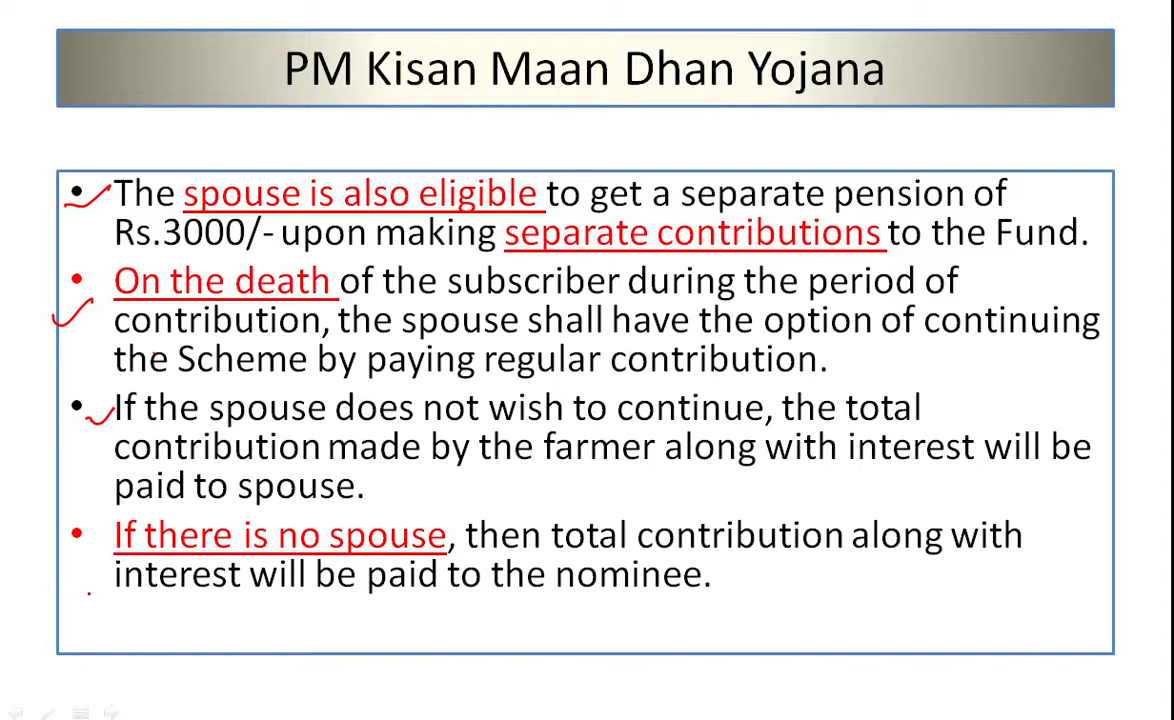 PM Kisan Maan Dhan Yojana
• The spouse is also eligible to get a separate pension of
Rs.3000/- upon making separate contributions to the Fund.
• On the death of the subscriber during the period of
contribution, the spouse shall have the option of continuing
the Scheme by paying regular contribution.
• If the spouse does not wish to continue, the total
contribution made by the farmer along with interest will be
paid to spouse.
• If there is no spouse, then total contribution along with
interest will be paid to the nominee.